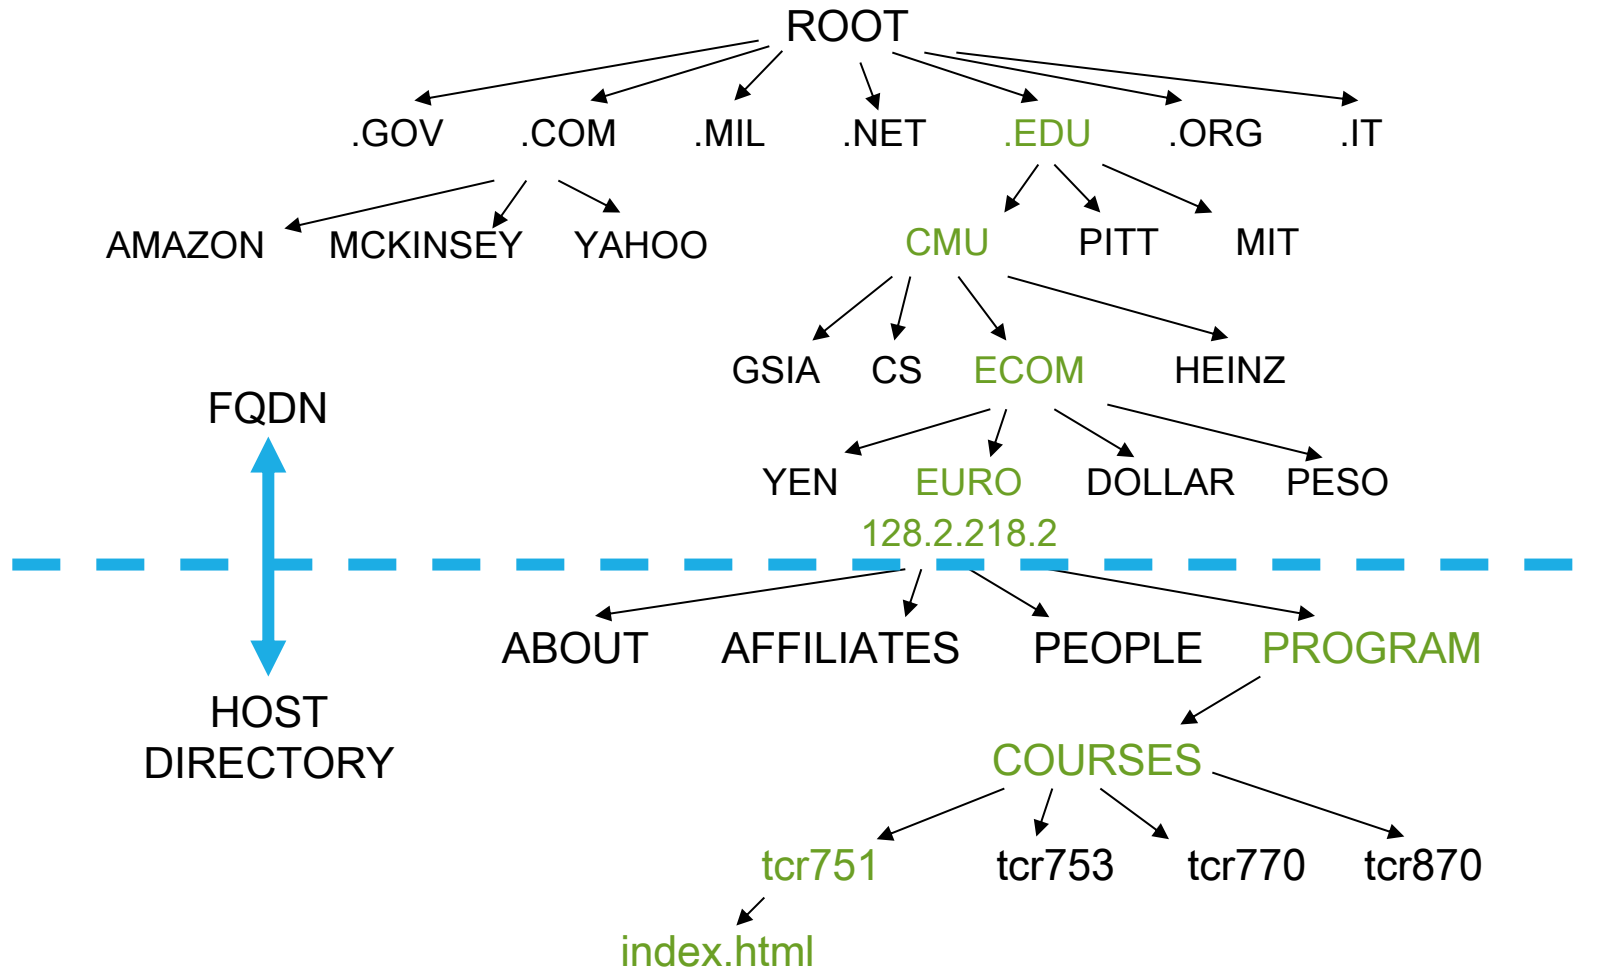 ROOT
.GOV .COM .MIL .NET .EDU .ORG .IT
AMAZON MCKINSEY YAHOO CMU PITT MIT
GSIA CS ECOM HEINZ
FQDN
YEN EURO DOLLAR PESO
128.2.218.2
ABOUT AFFILIATES PEOPLE PROGRAM
HOST
DIRECTORY
COURSES
tcr751 tcr753 tcr770 tcr870
index.html